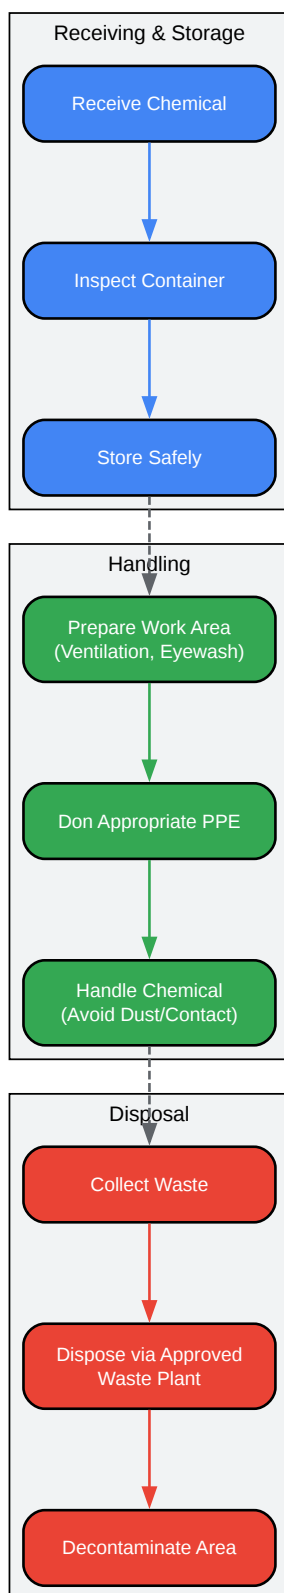 Receiving & Storage
Receive Chemical
Inspect Container
Store Safely
Handling
Prepare Work Area
(Ventilation, Eyewash)
Don Appropriate PPE
Handle Chemical
(Avoid Dust/Contact)
Disposal
Collect Waste
Dispose via Approved
Waste Plant
Decontaminate Area